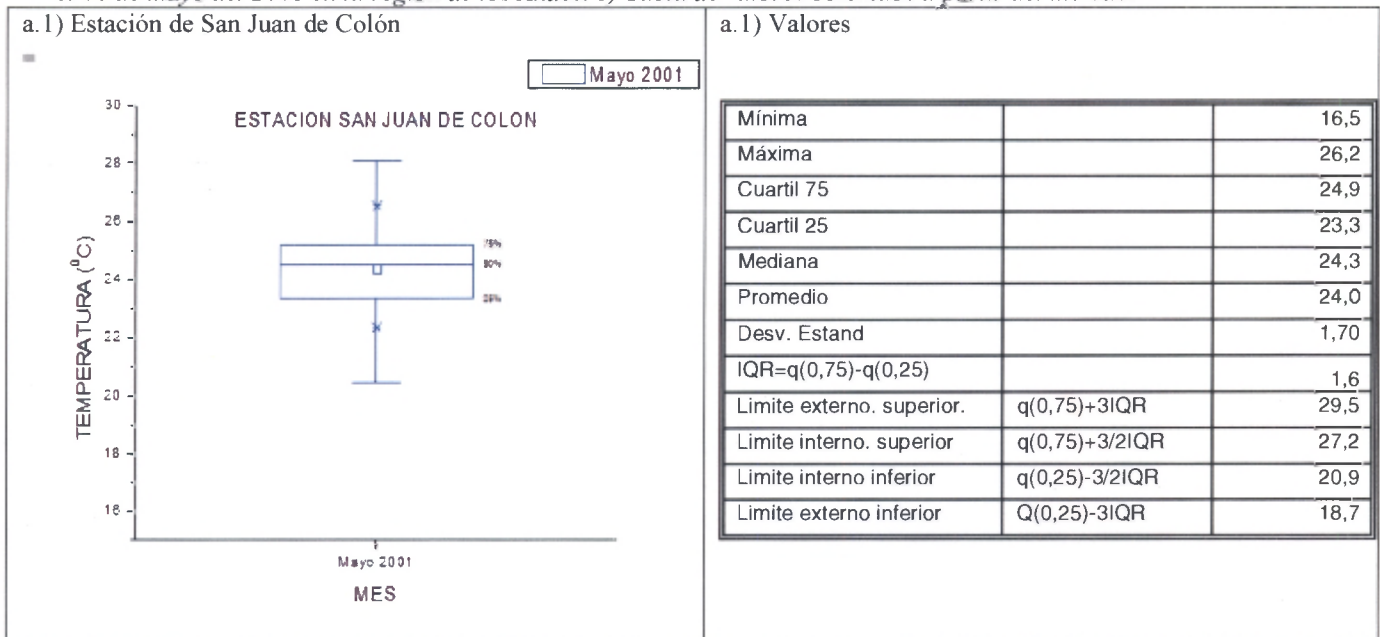 a.1) Estación de San Juan de Colón
a.1) Valores
Mayo 2001
ESTACION SAN JUAN DE COLON
30
28
26
24
22
20
18
16
TEMPERATURA (°C)
75%
50%
25%
Mayo 2001
MES
Mínima 16,5
Máxima 26,2
Cuartil 75 24,9
Cuartil 25 23,3
Mediana 24,3
Promedio 24,0
Desv. Estand 1,70
IQR=q(0,75)-q(0,25) 1,6
Limite externo. superior. q(0,75)+3IQR 29,5
Limite interno. superior q(0,75)+3/2IQR 27,2
Limite interno inferior q(0,25)-3/2IQR 20,9
Limite externo inferior Q(0,25)-3IQR 18,7